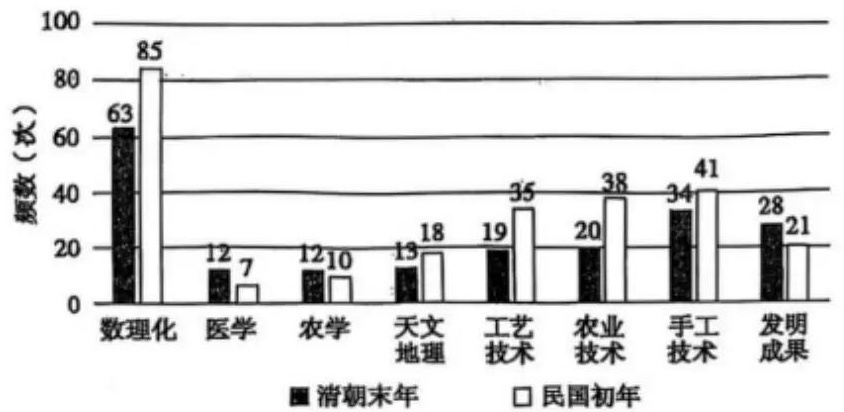 频数（次）
100
80
60
40
20
0
63
85
12
7
12
10
13
18
19
35
20
38
34
41
28
21
数理化
医学
农学
天文
地理
工艺
技术
农业
技术
手工
技术
发明
成果
清朝末年
民国初年